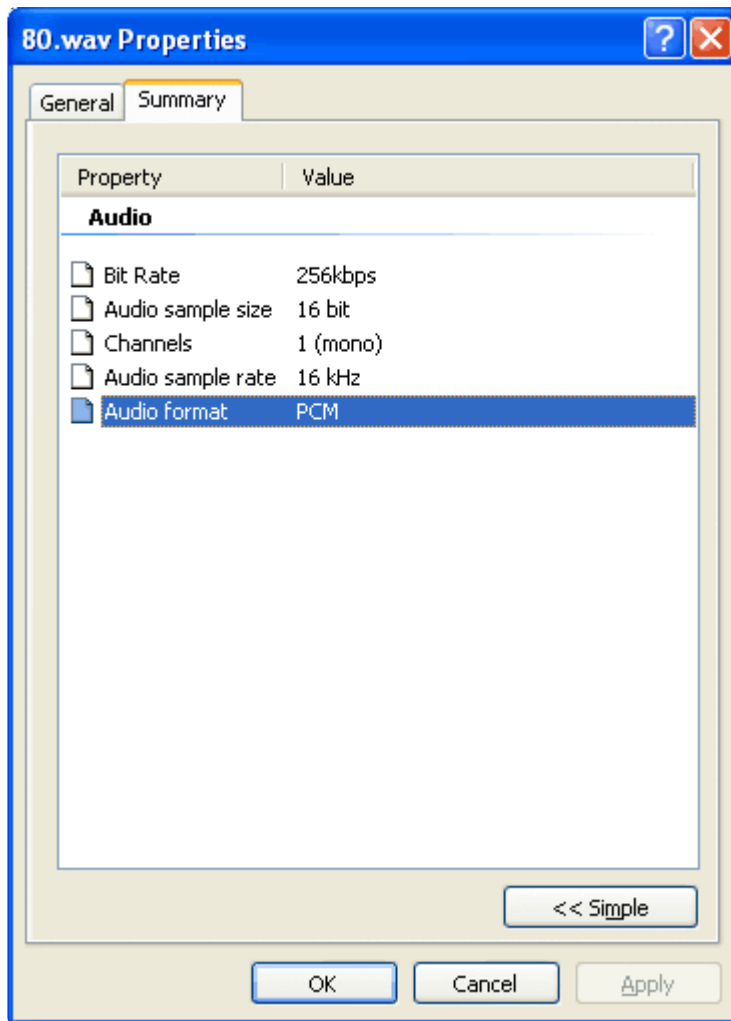 80.wav Properties
General Summary
Property Value
Audio
Bit Rate 256kbps
Audio sample size 16 bit
Channels 1 (mono)
Audio sample rate 16 kHz
Audio format PCM
<< Simple
OK Cancel Apply